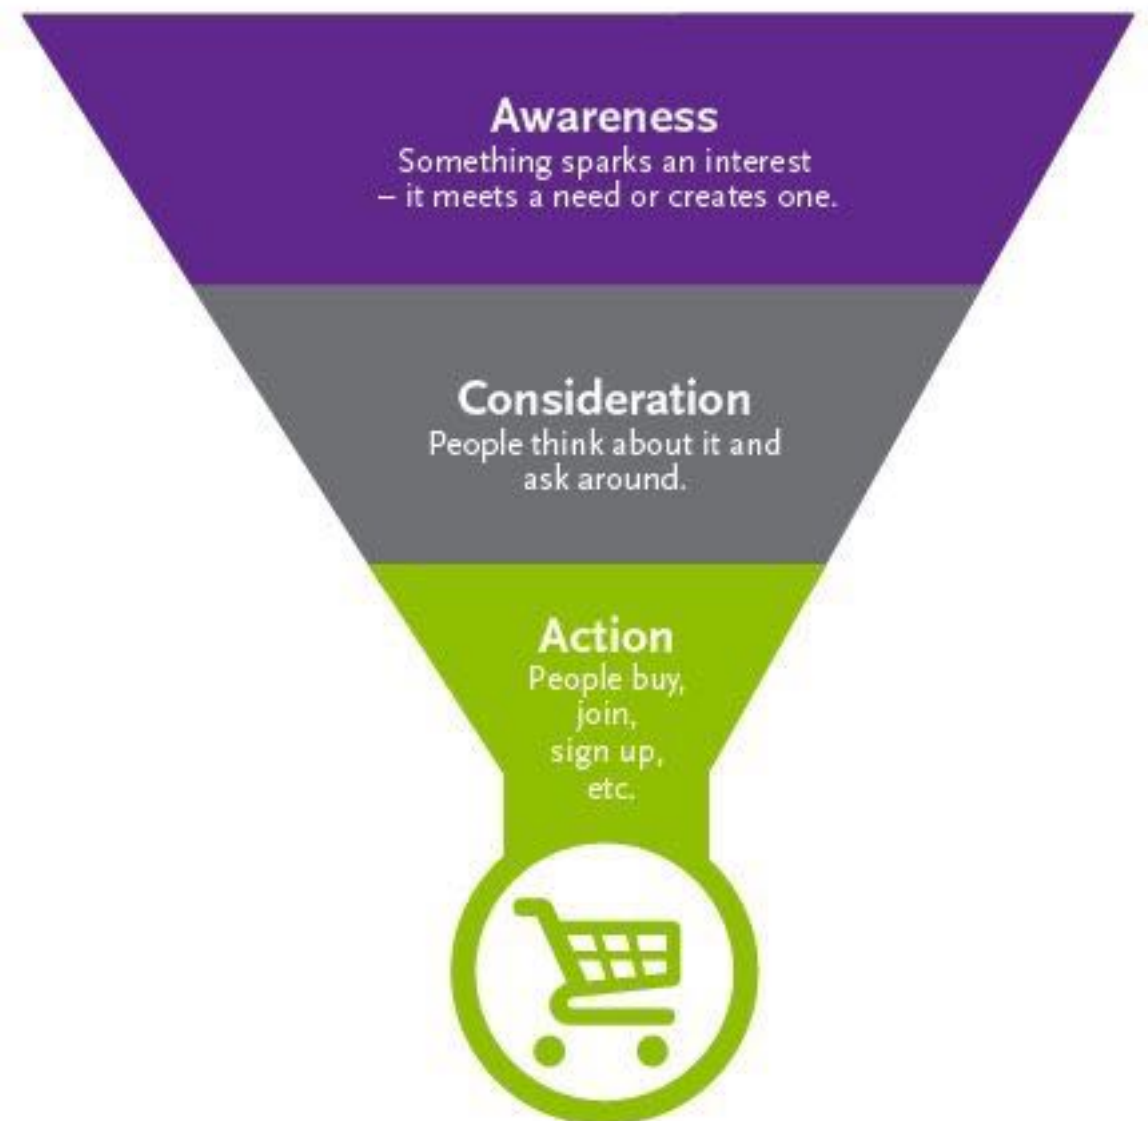 Awareness
Something sparks an interest
– it meets a need or creates one.
Consideration
People think about it and
ask around.
Action
People buy,
join,
sign up,
etc.